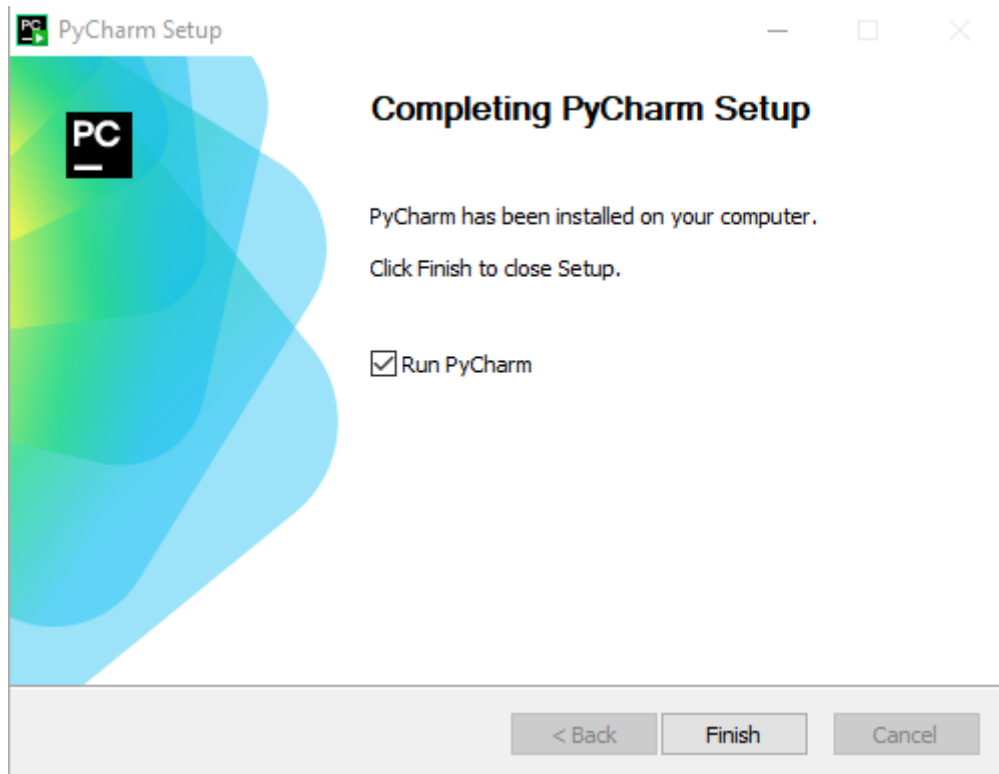 PyCharm Setup
PC
Completing PyCharm Setup
PyCharm has been installed on your computer.
Click Finish to close Setup.
Run PyCharm
< Back
Finish
Cancel